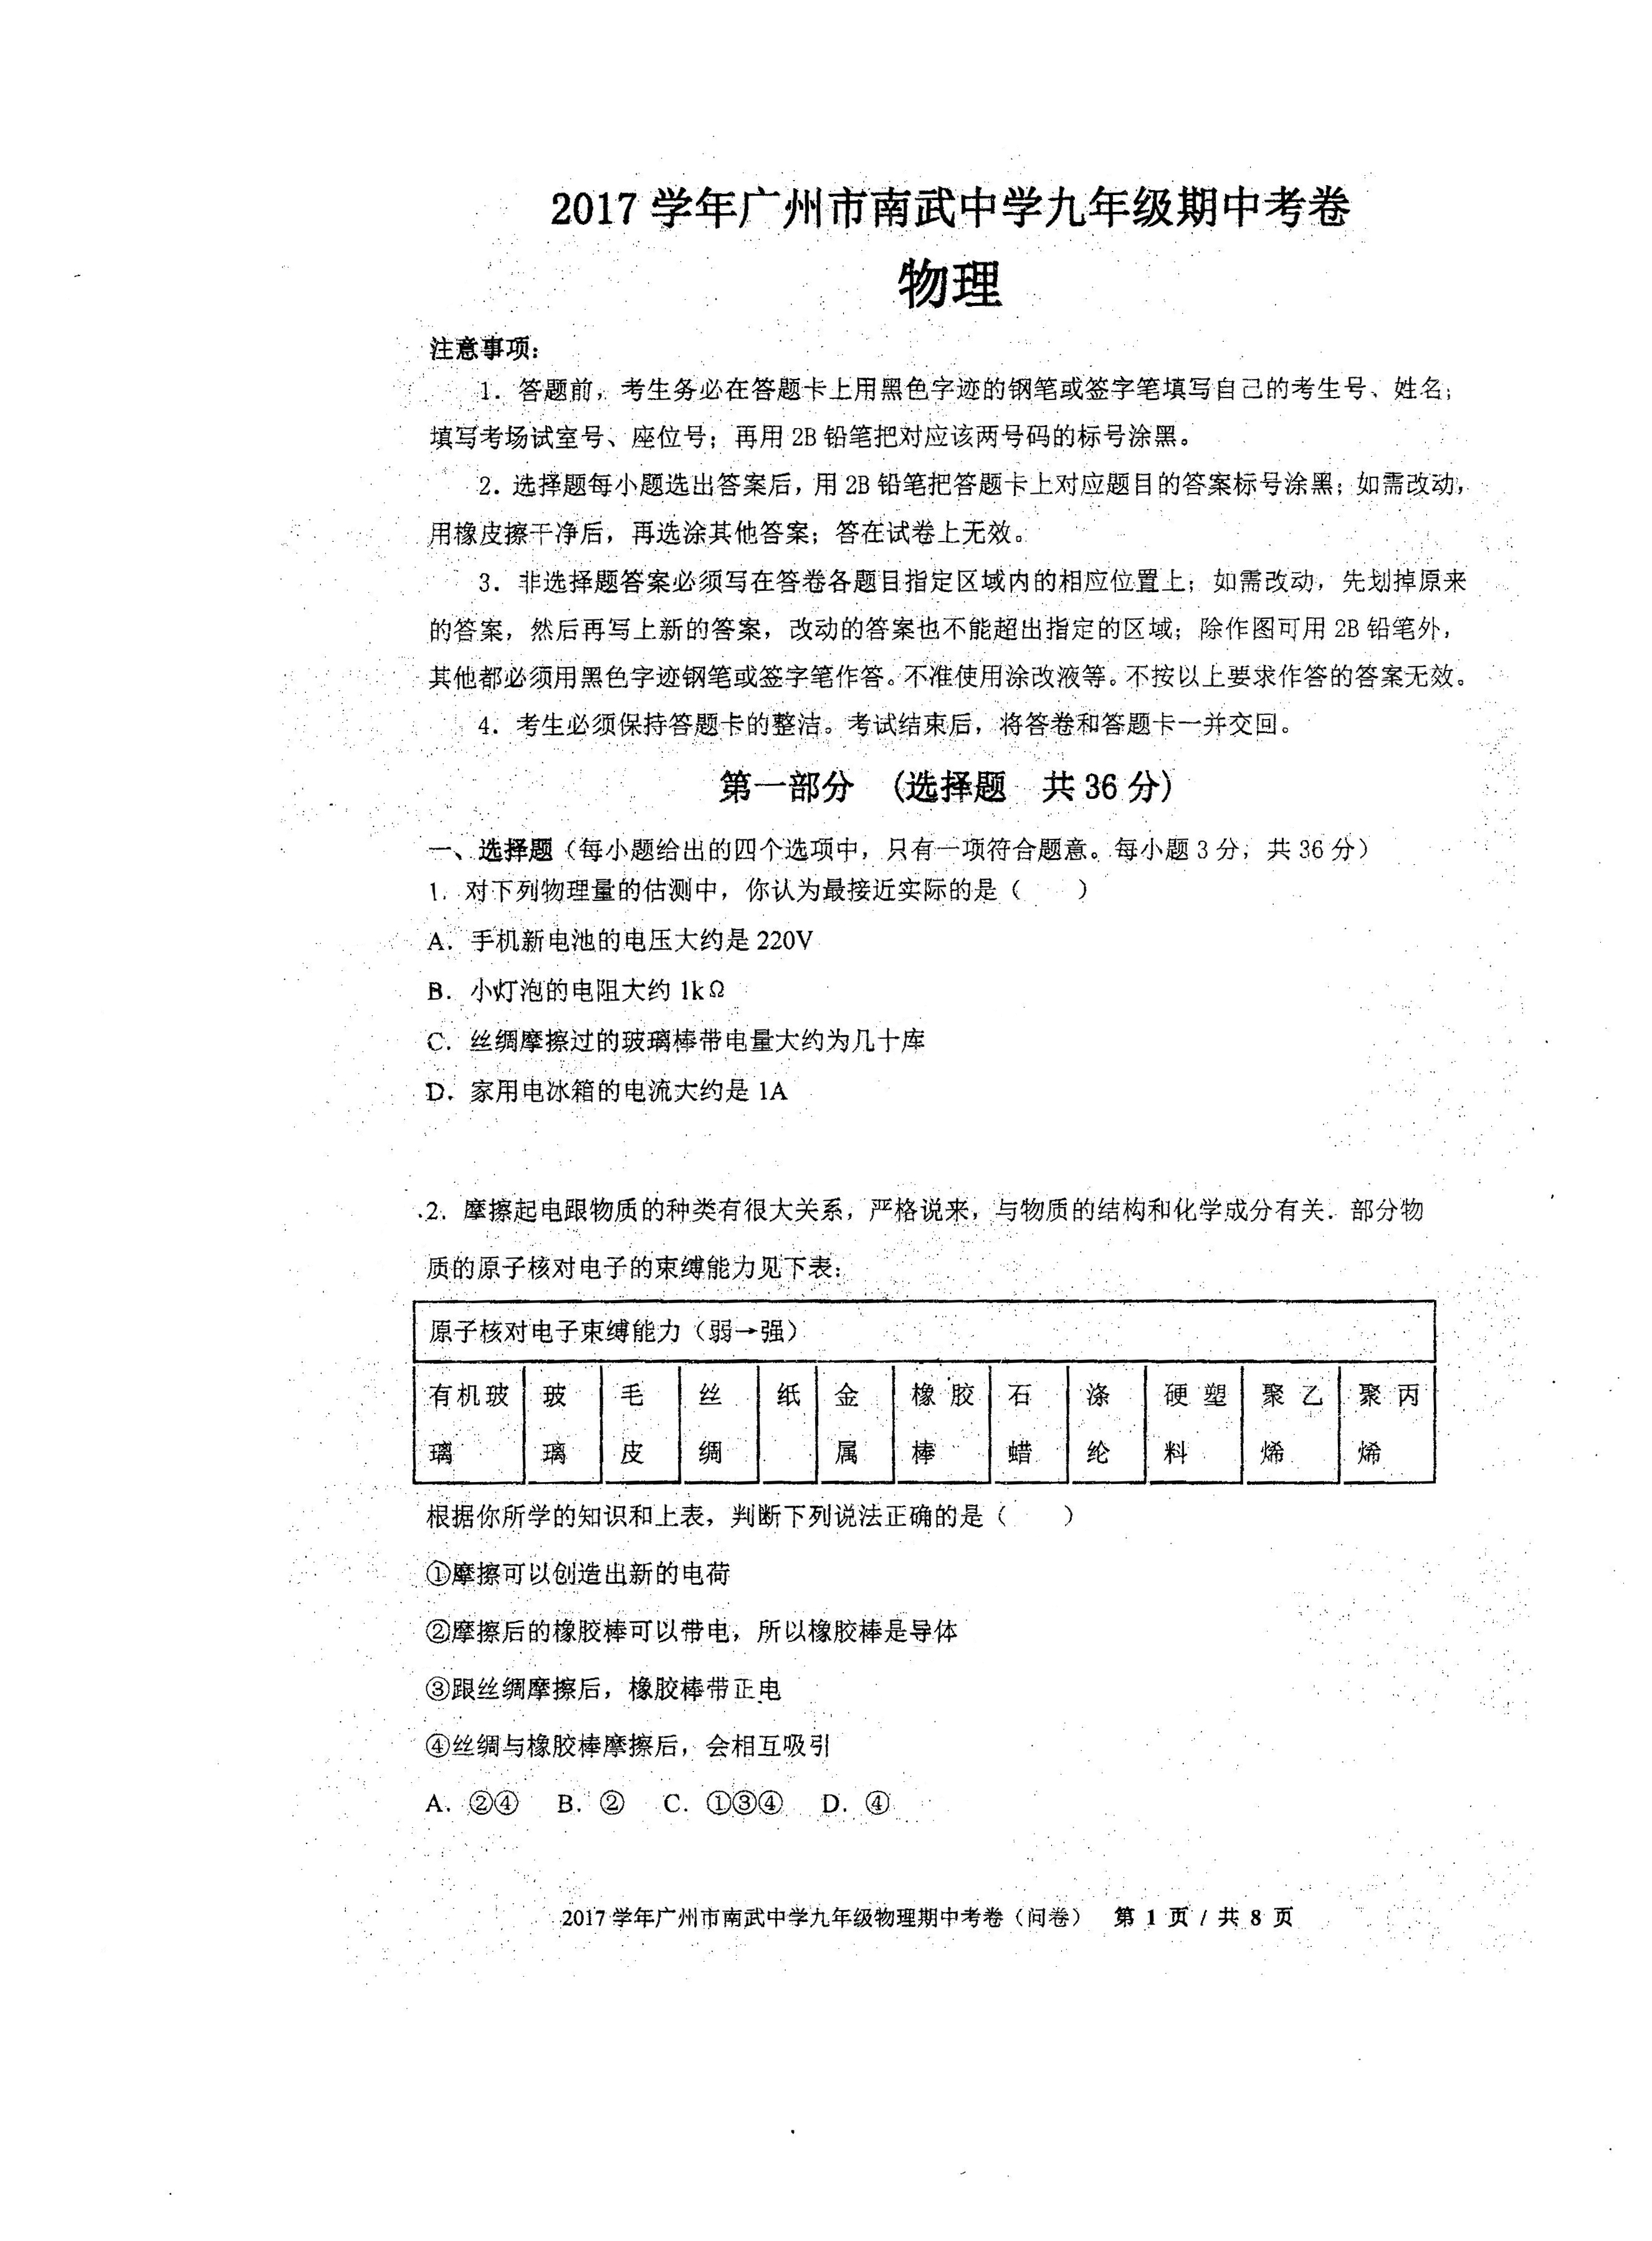 2017 学年广州市南武中学九年级期中考卷
物理
注意事项：
1．答题前，考生务必在答题卡上用黑色字迹的钢笔或签字笔填写自己的考生号、姓名；
填写考场试室号、座位号；再用 2B 铅笔把对应该两号码的标号涂黑。
2．选择题每小题选出答案后，用 2B 铅笔把答题卡上对应题目的答案标号涂黑；如需改动，
用橡皮擦干净后，再选涂其他答案；答在试卷上无效。
3．非选择题答案必须写在答卷各题目指定区域内的相应位置上；如需改动，先划掉原来
的答案，然后再写上新的答案，改动的答案也不能超出指定的区域；除作图可用 2B 铅笔外，
其他都必须用黑色字迹钢笔或签字笔作答。不准使用涂改液等。不按以上要求作答的答案无效。
4．考生必须保持答题卡的整洁。考试结束后，将答卷和答题卡一并交回。
第一部分 （选择题 共 36 分）
一、选择题（每小题给出的四个选项中，只有一项符合题意。每小题 3 分，共 36 分）
1．对下列物理量的估测中，你认为最接近实际的是（ ）
A．手机新电池的电压大约是 220V
B．小灯泡的电阻大约 1kΩ
C．丝绸摩擦过的玻璃棒带电量大约为几十库
D．家用电冰箱的电流大约是 1A
2．摩擦起电跟物质的种类有很大关系，严格说来，与物质的结构和化学成分有关．部分物
质的原子核对电子的束缚能力见下表：
原子核对电子束缚能力（弱→强）
有机玻 玻 毛 丝 纸 金 橡 胶 石 涤 硬 塑 聚 乙 聚 丙
璃 璃 皮 绸 属 棒 蜡 纶 料 烯 烯
根据你所学的知识和上表，判断下列说法正确的是（ ）
①摩擦可以创造出新的电荷
②摩擦后的橡胶棒可以带电，所以橡胶棒是导体
③跟丝绸摩擦后，橡胶棒带正电
④丝绸与橡胶棒摩擦后，会相互吸引
A．②④ B．② C．①③④ D．④
2017 学年广州市南武中学九年级物理期中考卷（问卷） 第 1 页 / 共 8 页